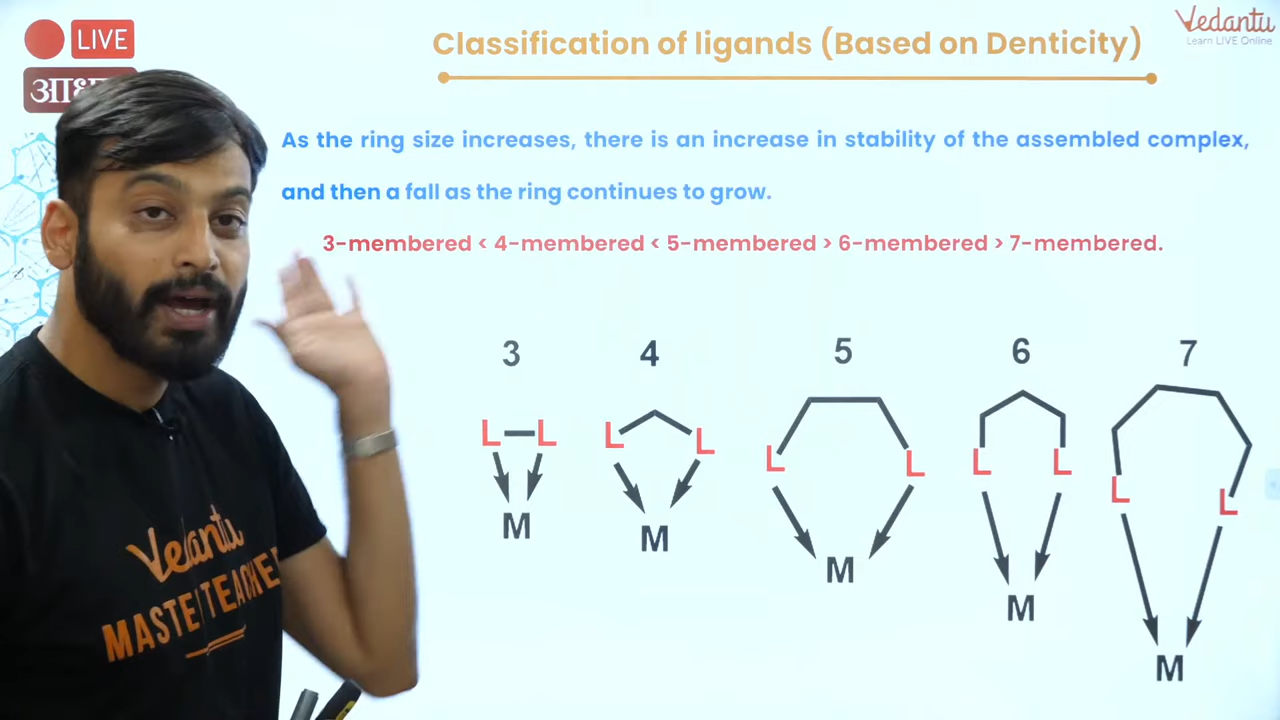 LIVE
Vedantu
Learn LIVE Online
Classification of ligands (Based on Denticity)
As the ring size increases, there is an increase in stability of the assembled complex,
and then a fall as the ring continues to grow.
3-membered < 4-membered < 5-membered > 6-membered > 7-membered.
3 4 5 6 7
L L L L L L L L L L
M M M M M
Vedantu
MASTER TEACHER